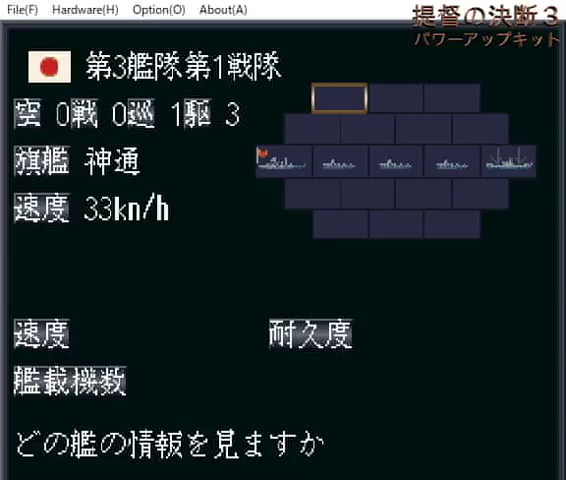 File(F) Hardware(H) Option(O) About(A)
提督の決断3
パワーアップキット
第3艦隊第1戦隊
空 0戦 0巡 1駆 3
旗艦 神通
速度 33kn/h
速度 耐久度
艦載機数
どの艦の情報を見ますか